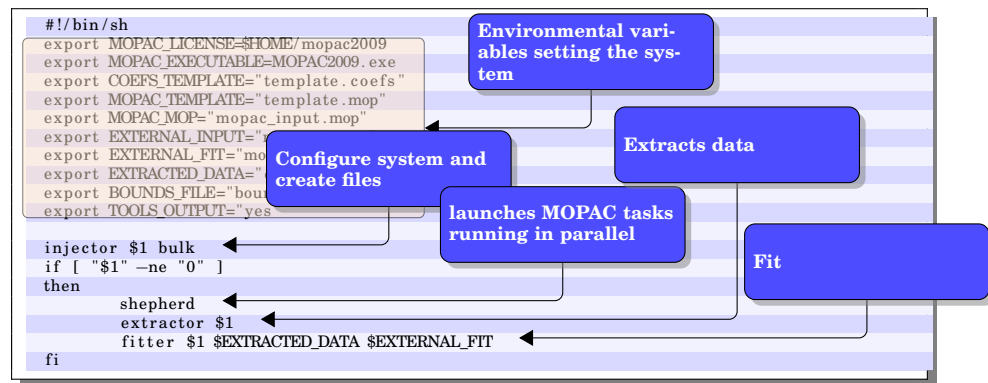 #!/bin/sh
export MOPAC_LICENSE=$HOME/mopac2009
export MOPAC_EXECUTABLE=MOPAC2009.exe
export COEFS_TEMPLATE="template.coefs"
export MOPAC_TEMPLATE="template.mop"
export MOPAC_MOP="mopac_input.mop"
export EXTERNAL_INPUT="
export EXTERNAL_FIT="mo
export EXTRACTED_DATA="
export BOUNDS_FILE="bou
export TOOLS_OUTPUT="yes
injector $1 bulk
if [ "$1" —ne "0" ]
then
shepherd
extractor $1
fitter $1 $EXTRACTED_DATA $EXTERNAL_FIT
fi
Environmental vari-
ables setting the sys-
tem
Configure system and
create files
launches MOPAC tasks
running in parallel
Extracts data
Fit